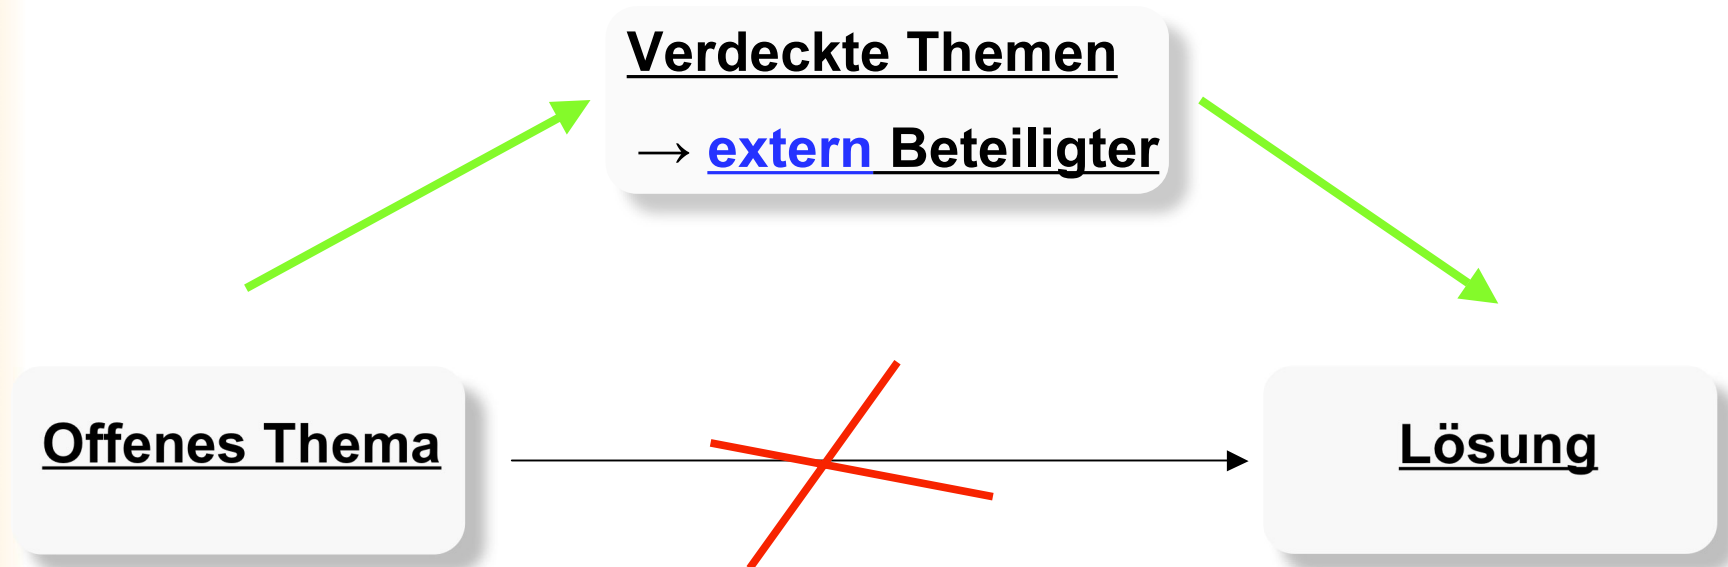 Verdeckte Themen
→ extern Beteiligter
Offenes Thema
Lösung